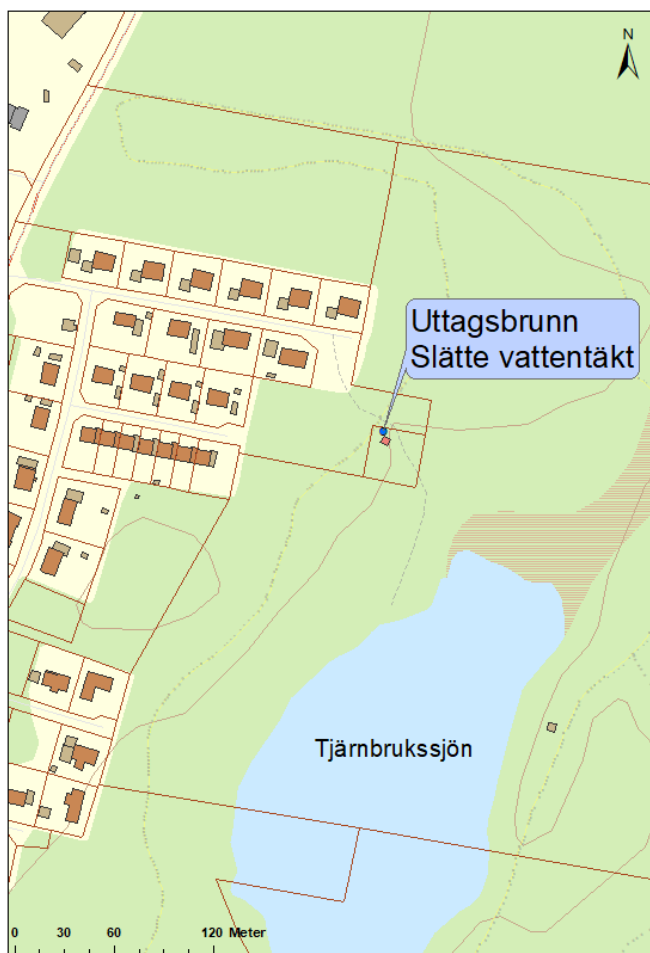 N
Uttagsbrunn
Slätte vattentäkt
Tjärnbrukssjön
0 30 60 120 Meter